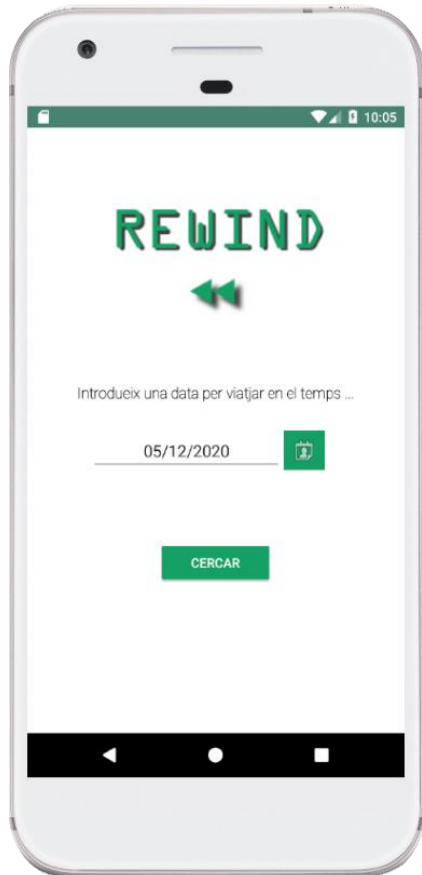 10:05
REWIND
Introdueix una data per viatjar en el temps ...
05/12/2020
CERCAR